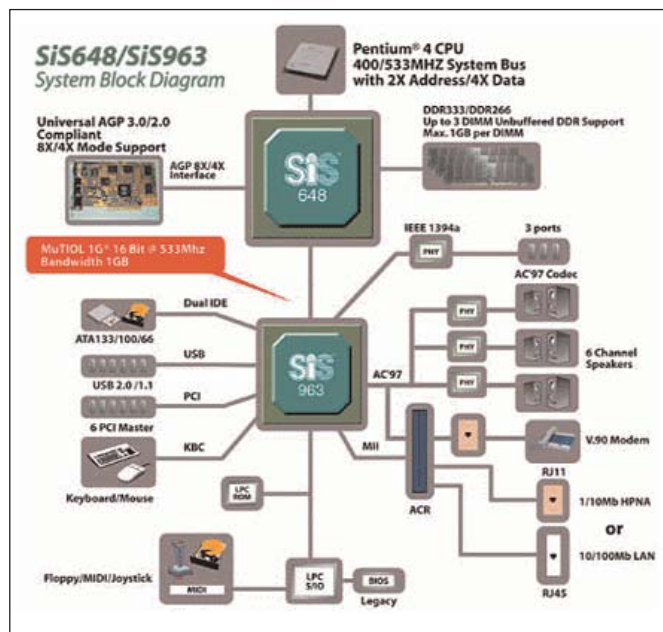 SiS648/SiS963
System Block Diagram
Pentium® 4 CPU
400/533MHZ System Bus
with 2X Address/4X Data
Universal AGP 3.0/2.0
Compliant
8X/4X Mode Support
AGP 8X/4X
Interface
SiS
648
DDR333/DDR266
Up to 3 DIMM Unbuffered DDR Support
Max. 1GB per DIMM
MuTIOL 1G® 16 Bit @ 533Mhz
Bandwidth 1GB
IEEE 1394a
PHY
3 ports
AC'97 Codec
Dual IDE
ATA133/100/66
USB
USB 2.0 /1.1
PCI
6 PCI Master
KBC
Keyboard/Mouse
SiS
963
AC'97
PHY
PHY
PHY
6 Channel
Speakers
MII
ACR
V.90 Modem
RJ11
1/10Mb HPNA
or
10/100Mb LAN
RJ45
LPC
ROM
Floppy/MIDI/Joystick
MIDI
LPC
S/IO
BIOS
Legacy